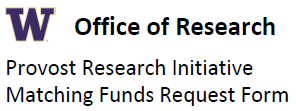 W Office of Research
Provost Research Initiative
Matching Funds Request Form